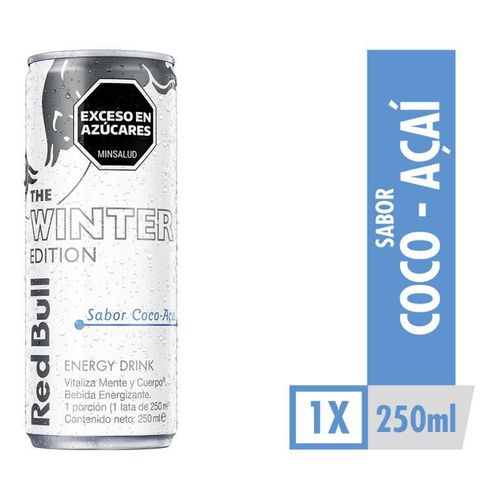 EXCESO EN
AZÚCARES
MINSALUD
THE
WINTER
EDITION
Sabor Coco-Açaí
Red Bull
ENERGY DRINK
Vitaliza Mente y Cuerpo®.
Bebida Energizante.
1 porción (1 lata de 250 ml)
Contenido neto: 250 ml e
SABOR
COCO - AÇAÍ
1X
250ml